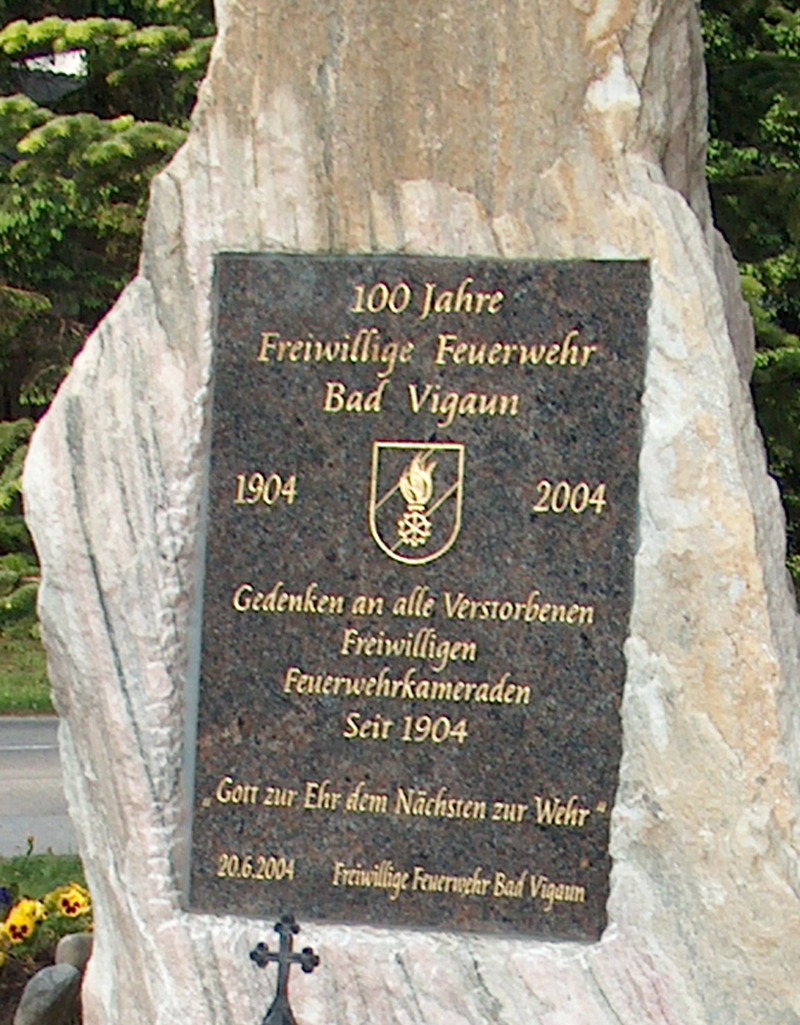 100 Jahre
Freiwillige Feuerwehr
Bad Vigaun
1904 2004
Gedenken an alle Verstorbenen
Freiwilligen
Feuerwehrkameraden
Seit 1904
„Gott zur Ehr dem Nächsten zur Wehr“
20.6.2004 Freiwillige Feuerwehr Bad Vigaun